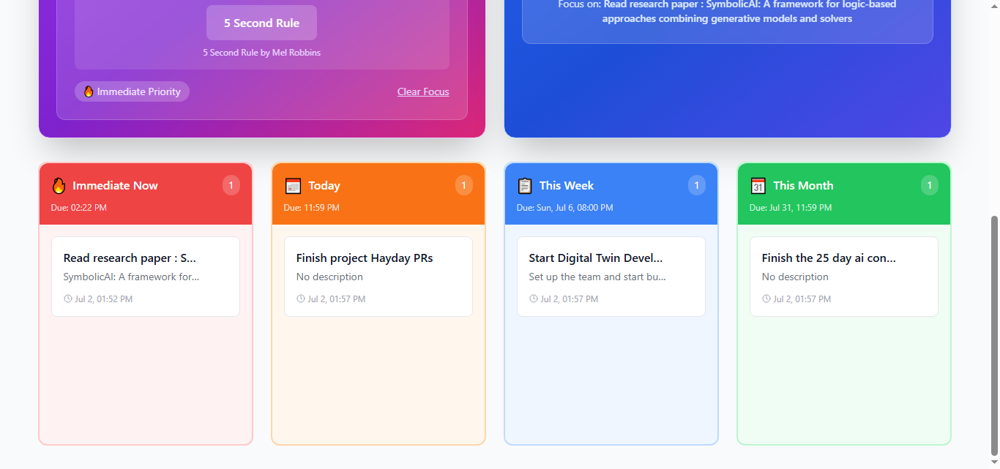 5 Second Rule
5 Second Rule by Mel Robbins
🔥 Immediate Priority
Clear Focus
Focus on: Read research paper : SymbolicAI: A framework for logic-based
approaches combining generative models and solvers
Immediate Now
1
Due: 02:22 PM
Read research paper : S...
SymbolicAI: A framework for...
Jul 2, 01:52 PM
Today
1
Due: 11:59 PM
Finish project Hayday PRs
No description
Jul 2, 01:57 PM
This Week
1
Due: Sun, Jul 6, 08:00 PM
Start Digital Twin Devel...
Set up the team and start bu...
Jul 2, 01:57 PM
31
This Month
1
Due: Jul 31, 11:59 PM
Finish the 25 day ai con...
No description
Jul 2, 01:57 PM